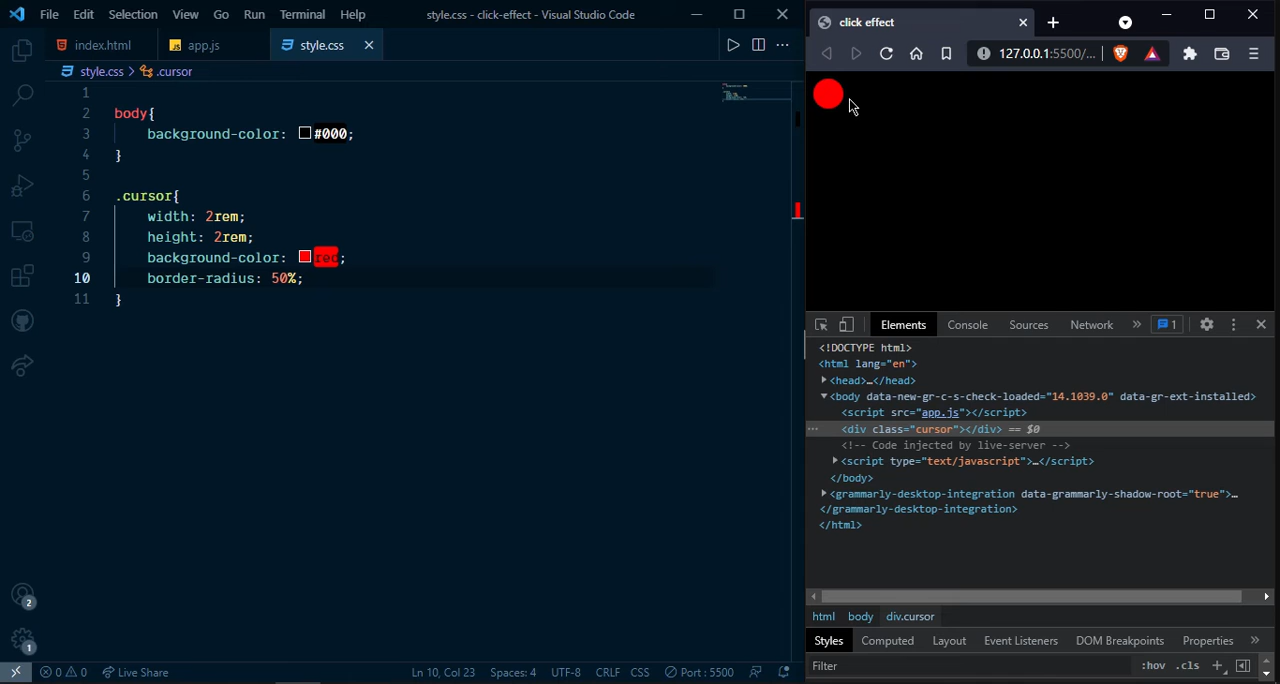 File Edit Selection View Go Run Terminal Help style.css - click-effect - Visual Studio Code
index.html app.js style.css
style.css > .cursor
1
2 body{
3 background-color: #000;
4 }
5
6 .cursor{
7 width: 2rem;
8 height: 2rem;
9 background-color: red;
10 border-radius: 50%;
11 }
2
1
0 0 Live Share Ln 10, Col 23 Spaces: 4 UTF-8 CRLF CSS Port : 5500
click effect
127.0.0.1:5500/...
Elements Console Sources Network » 1
<!DOCTYPE html>
<html lang="en">
<head>…</head>
<body data-new-gr-c-s-check-loaded="14.1039.0" data-gr-ext-installed>
<script src="app.js"></script>
<div class="cursor"></div> == $0
<!-- Code injected by live-server -->
<script type="text/javascript">…</script>
</body>
<grammarly-desktop-integration data-grammarly-shadow-root="true">…
</grammarly-desktop-integration>
</html>
html body div.cursor
Styles Computed Layout Event Listeners DOM Breakpoints Properties »
Filter :hov .cls +